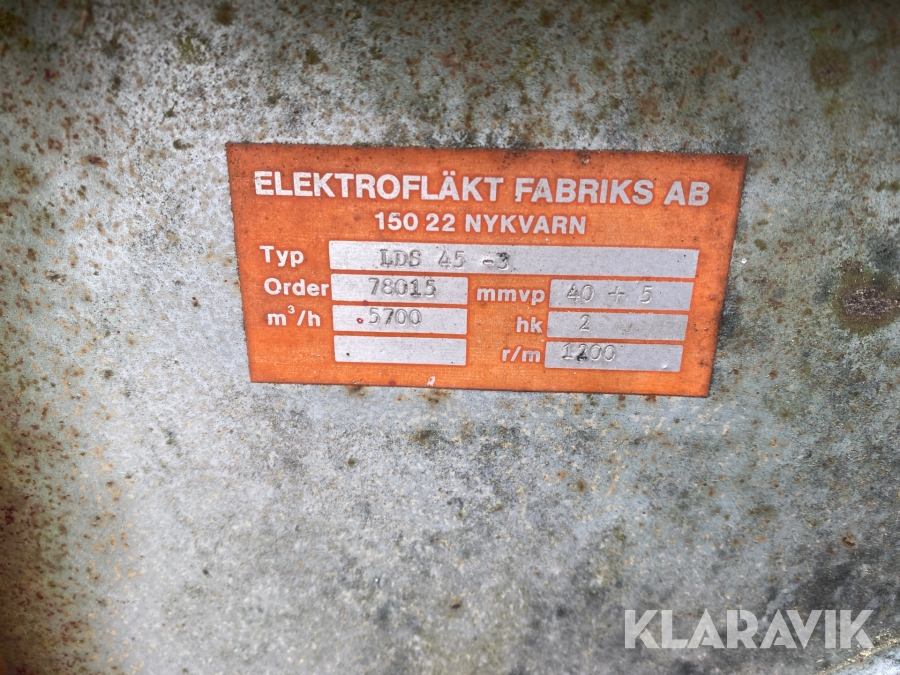 ELEKTROFLÄKT FABRIKS AB
150 22 NYKVARN
Typ LDS 45 -3
Order 78015 mmvp 40 + 5
m³/h 5700 hk 2
r/m 1200
KLARAVIK